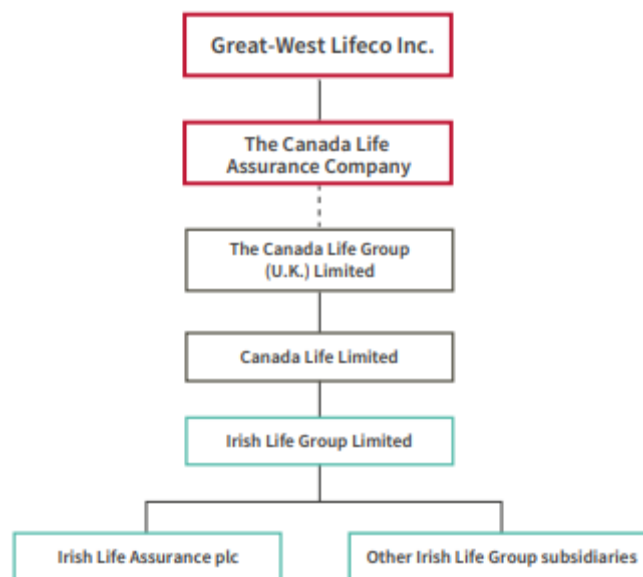 Great-West Lifeco Inc.
The Canada Life
Assurance Company
The Canada Life Group
(U.K.) Limited
Canada Life Limited
Irish Life Group Limited
Irish Life Assurance plc
Other Irish Life Group subsidiaries